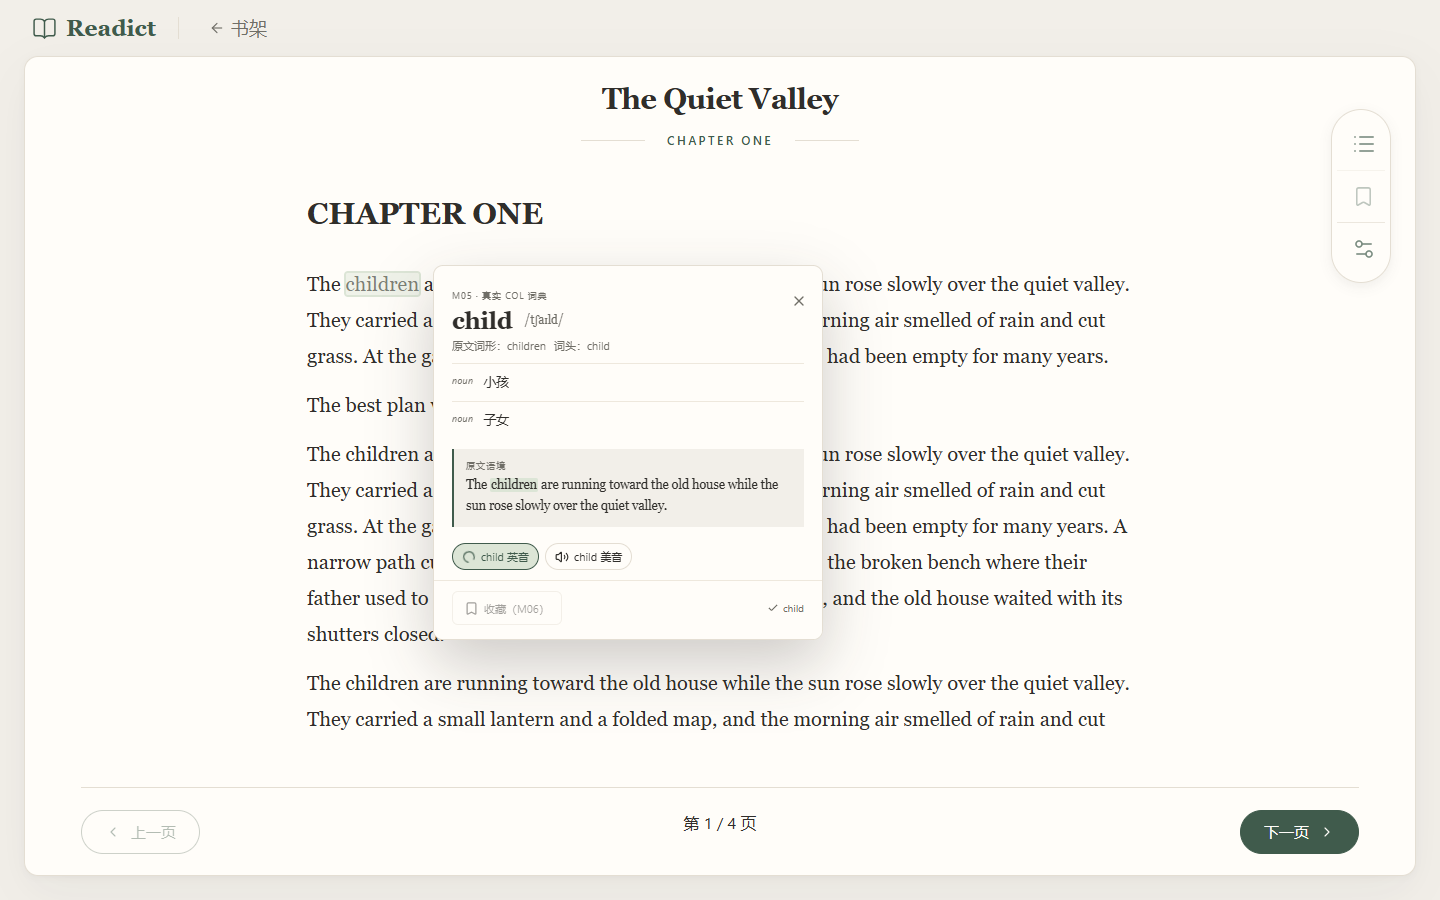 Readict
书架
The Quiet Valley
CHAPTER ONE
CHAPTER ONE
The children a
un rose slowly over the quiet valley.
They carried a
rning air smelled of rain and cut
grass. At the ga
had been empty for many years.
The best plan
The children a
un rose slowly over the quiet valley.
They carried a
rning air smelled of rain and cut
grass. At the ga
had been empty for many years. A
narrow path cu
the broken bench where their
father used to
, and the old house waited with its
shutters closed.
The children are running toward the old house while the sun rose slowly over the quiet valley.
They carried a small lantern and a folded map, and the morning air smelled of rain and cut
M05 · 真实 COL 词典
child /tʃaɪld/
原文词形：children 词头：child
noun 小孩
noun 子女
原文语境
The children are running toward the old house while the
sun rose slowly over the quiet valley.
child 英音
child 美音
收藏（M06）
child
上一页
第 1 / 4 页
下一页